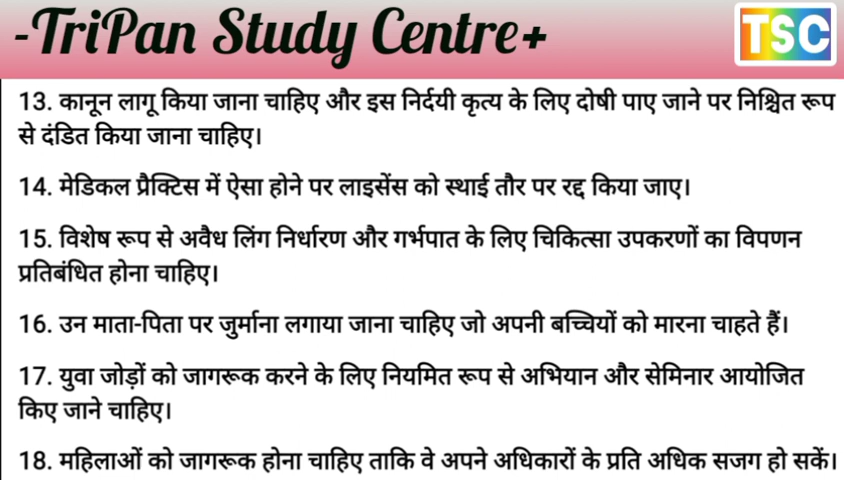 -TriPan Study Centre+
TSC
13. कानून लागू किया जाना चाहिए और इस निर्दयी कृत्य के लिए दोषी पाए जाने पर निश्चित रूप
से दंडित किया जाना चाहिए।
14. मेडिकल प्रैक्टिस में ऐसा होने पर लाइसेंस को स्थाई तौर पर रद्द किया जाए।
15. विशेष रूप से अवैध लिंग निर्धारण और गर्भपात के लिए चिकित्सा उपकरणों का विपणन
प्रतिबंधित होना चाहिए।
16. उन माता-पिता पर जुर्माना लगाया जाना चाहिए जो अपनी बच्चियों को मारना चाहते हैं।
17. युवा जोड़ों को जागरूक करने के लिए नियमित रूप से अभियान और सेमिनार आयोजित
किए जाने चाहिए।
18. महिलाओं को जागरूक होना चाहिए ताकि वे अपने अधिकारों के प्रति अधिक सजग हो सकें।